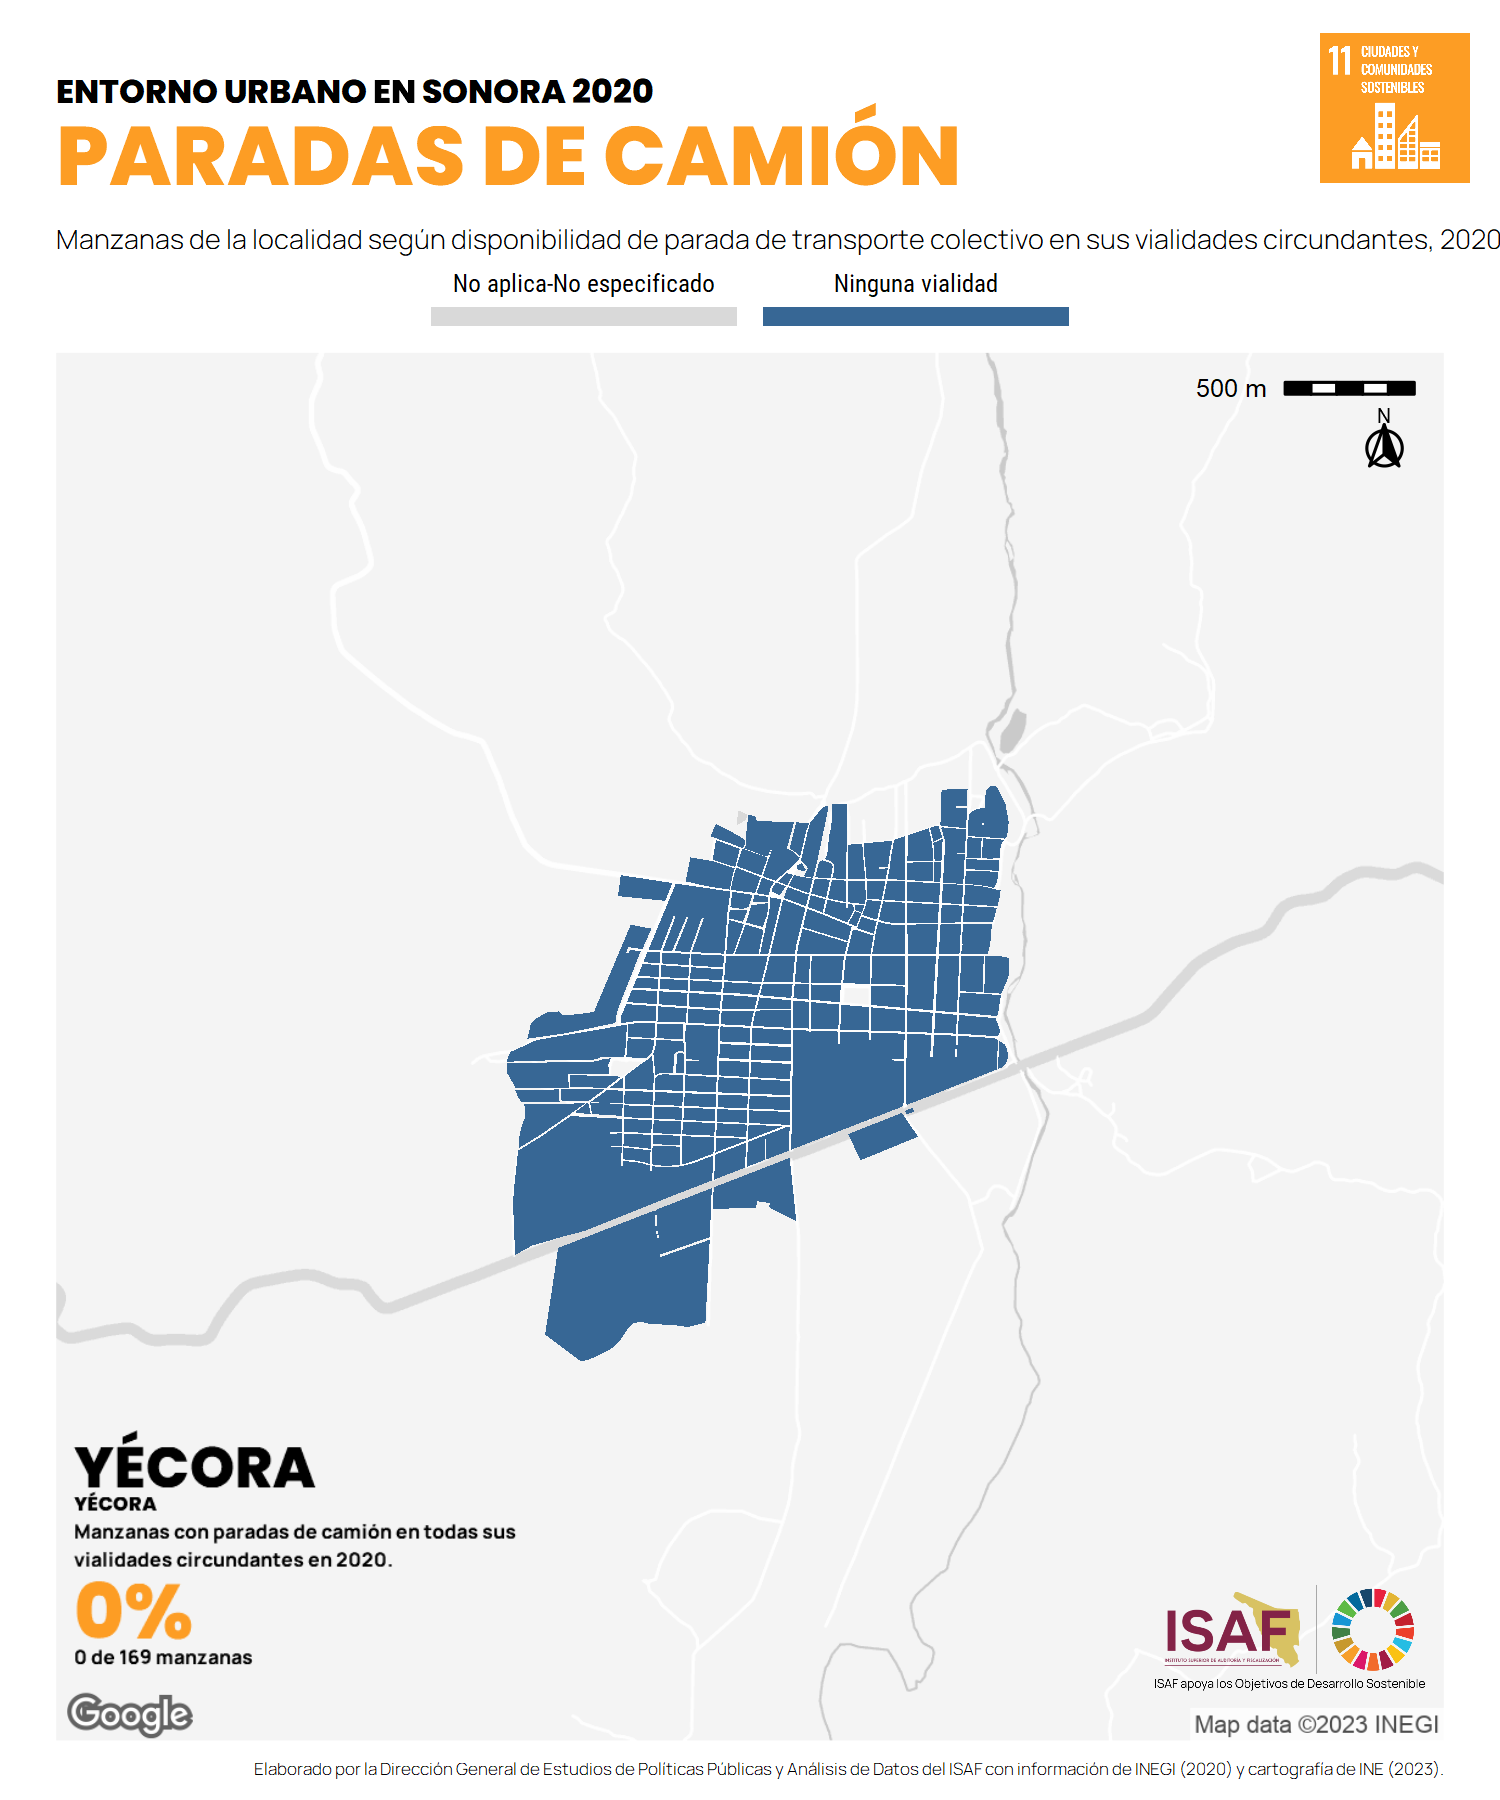 ENTORNO URBANO EN SONORA 2020
PARADAS DE CAMIÓN
11 CIUDADES Y
COMUNIDADES
SOSTENIBLES
Manzanas de la localidad según disponibilidad de parada de transporte colectivo en sus vialidades circundantes, 2020
No aplica-No especificado
Ninguna vialidad
500 m
N
YÉCORA
YÉCORA
Manzanas con paradas de camión en todas sus
vialidades circundantes en 2020.
0%
0 de 169 manzanas
Google
ISAF
INSTITUTO SUPERIOR DE AUDITORÍA Y FISCALIZACIÓN
ISAF apoya los Objetivos de Desarrollo Sostenible
Map data ©2023 INEGI
Elaborado por la Dirección General de Estudios de Políticas Públicas y Análisis de Datos del ISAF con información de INEGI (2020) y cartografía de INE (2023).